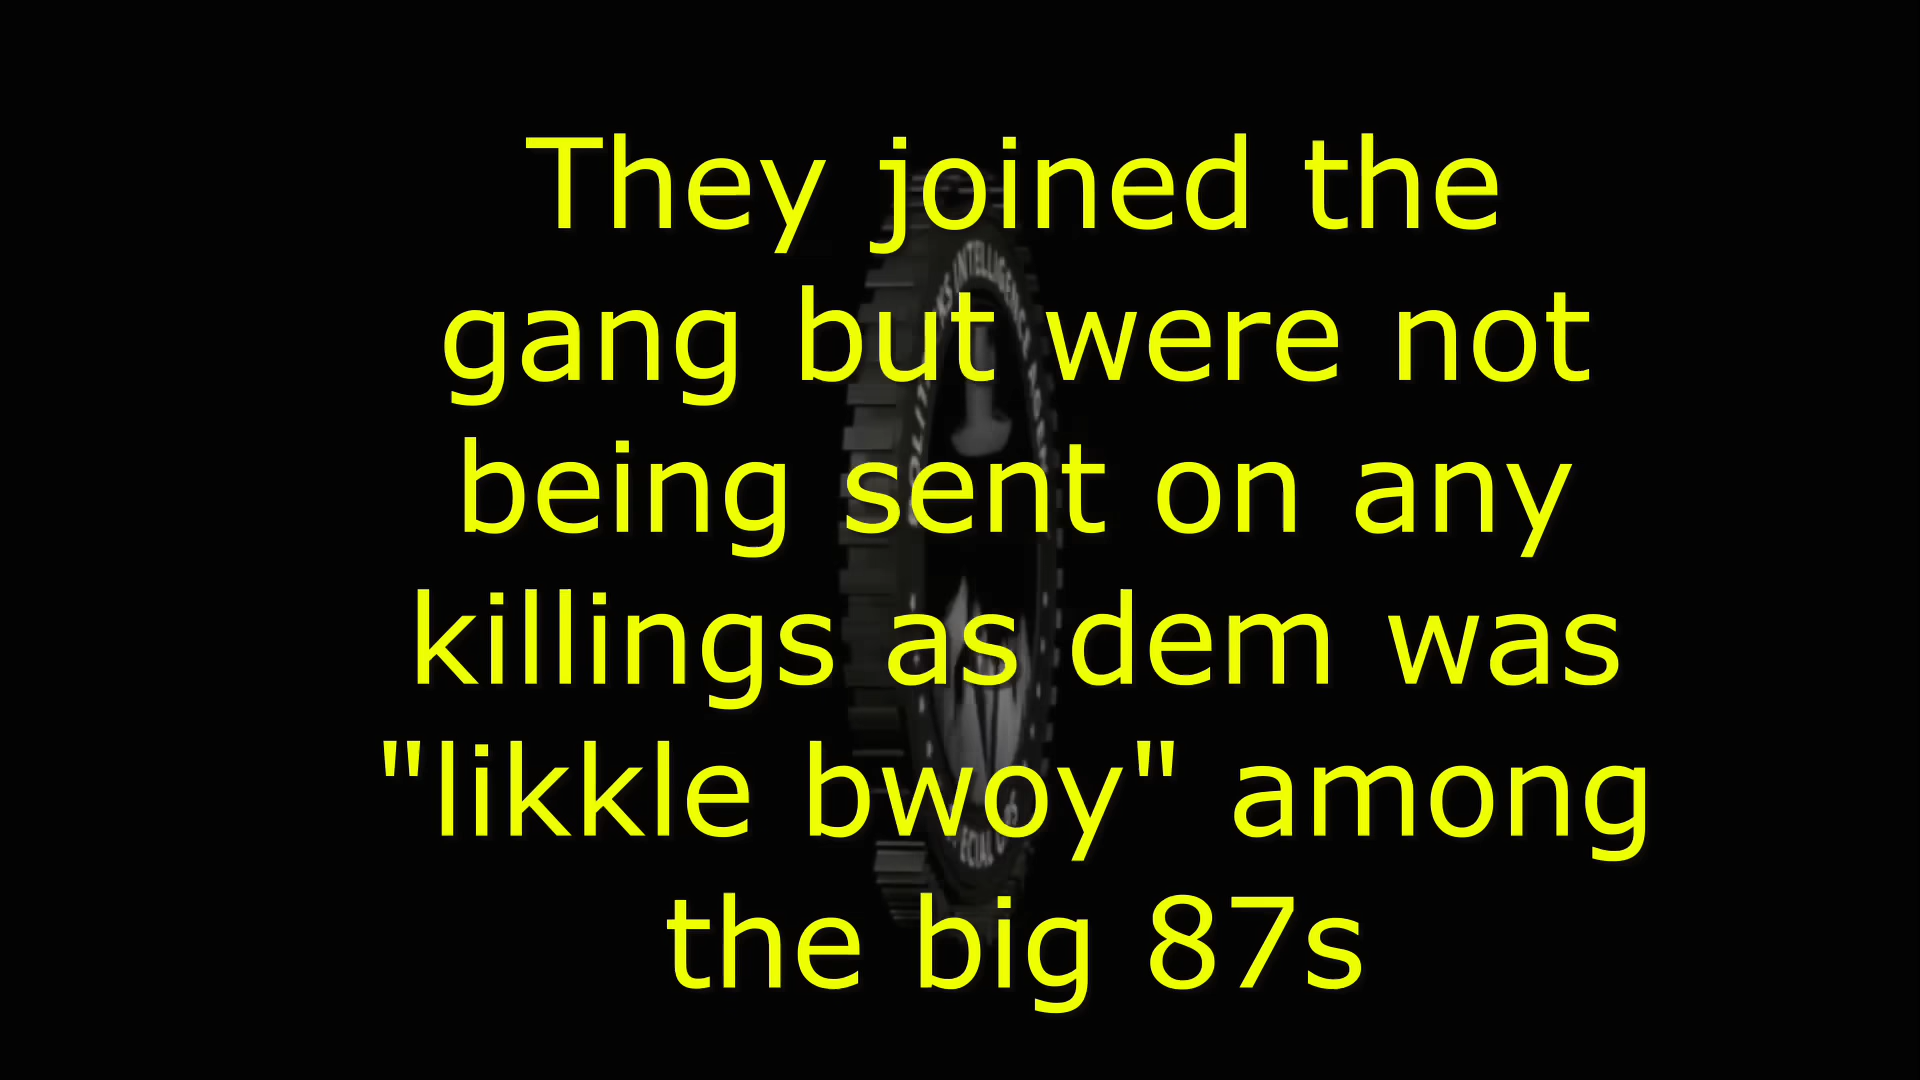 They joined the
gang but were not
being sent on any
killings as dem was
"likkle bwoy" among
the big 87s